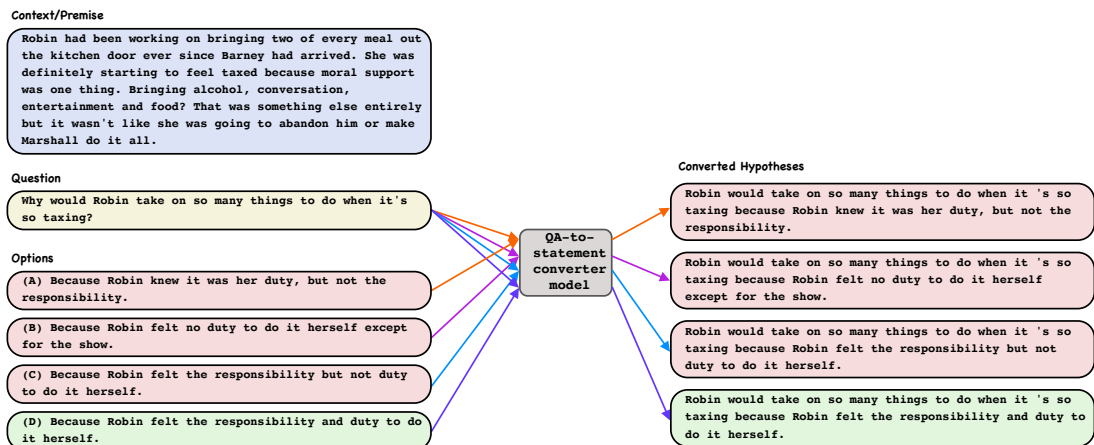 Context/Premise
Robin had been working on bringing two of every meal out
the kitchen door ever since Barney had arrived. She was
definitely starting to feel taxed because moral support
was one thing. Bringing alcohol, conversation,
entertainment and food? That was something else entirely
but it wasn't like she was going to abandon him or make
Marshall do it all.
Question
Why would Robin take on so many things to do when it's
so taxing?
Options
(A) Because Robin knew it was her duty, but not the
responsibility.
(B) Because Robin felt no duty to do it herself except
for the show.
(C) Because Robin felt the responsibility but not duty
to do it herself.
(D) Because Robin felt the responsibility and duty to do
it herself.
QA-to-
statement
converter
model
Converted Hypotheses
Robin would take on so many things to do when it 's so
taxing because Robin knew it was her duty, but not the
responsibility.
Robin would take on so many things to do when it 's so
taxing because Robin felt no duty to do it herself
except for the show.
Robin would take on so many things to do when it 's so
taxing because Robin felt the responsibility but not
duty to do it herself.
Robin would take on so many things to do when it 's so
taxing because Robin felt the responsibility and duty to
do it herself.